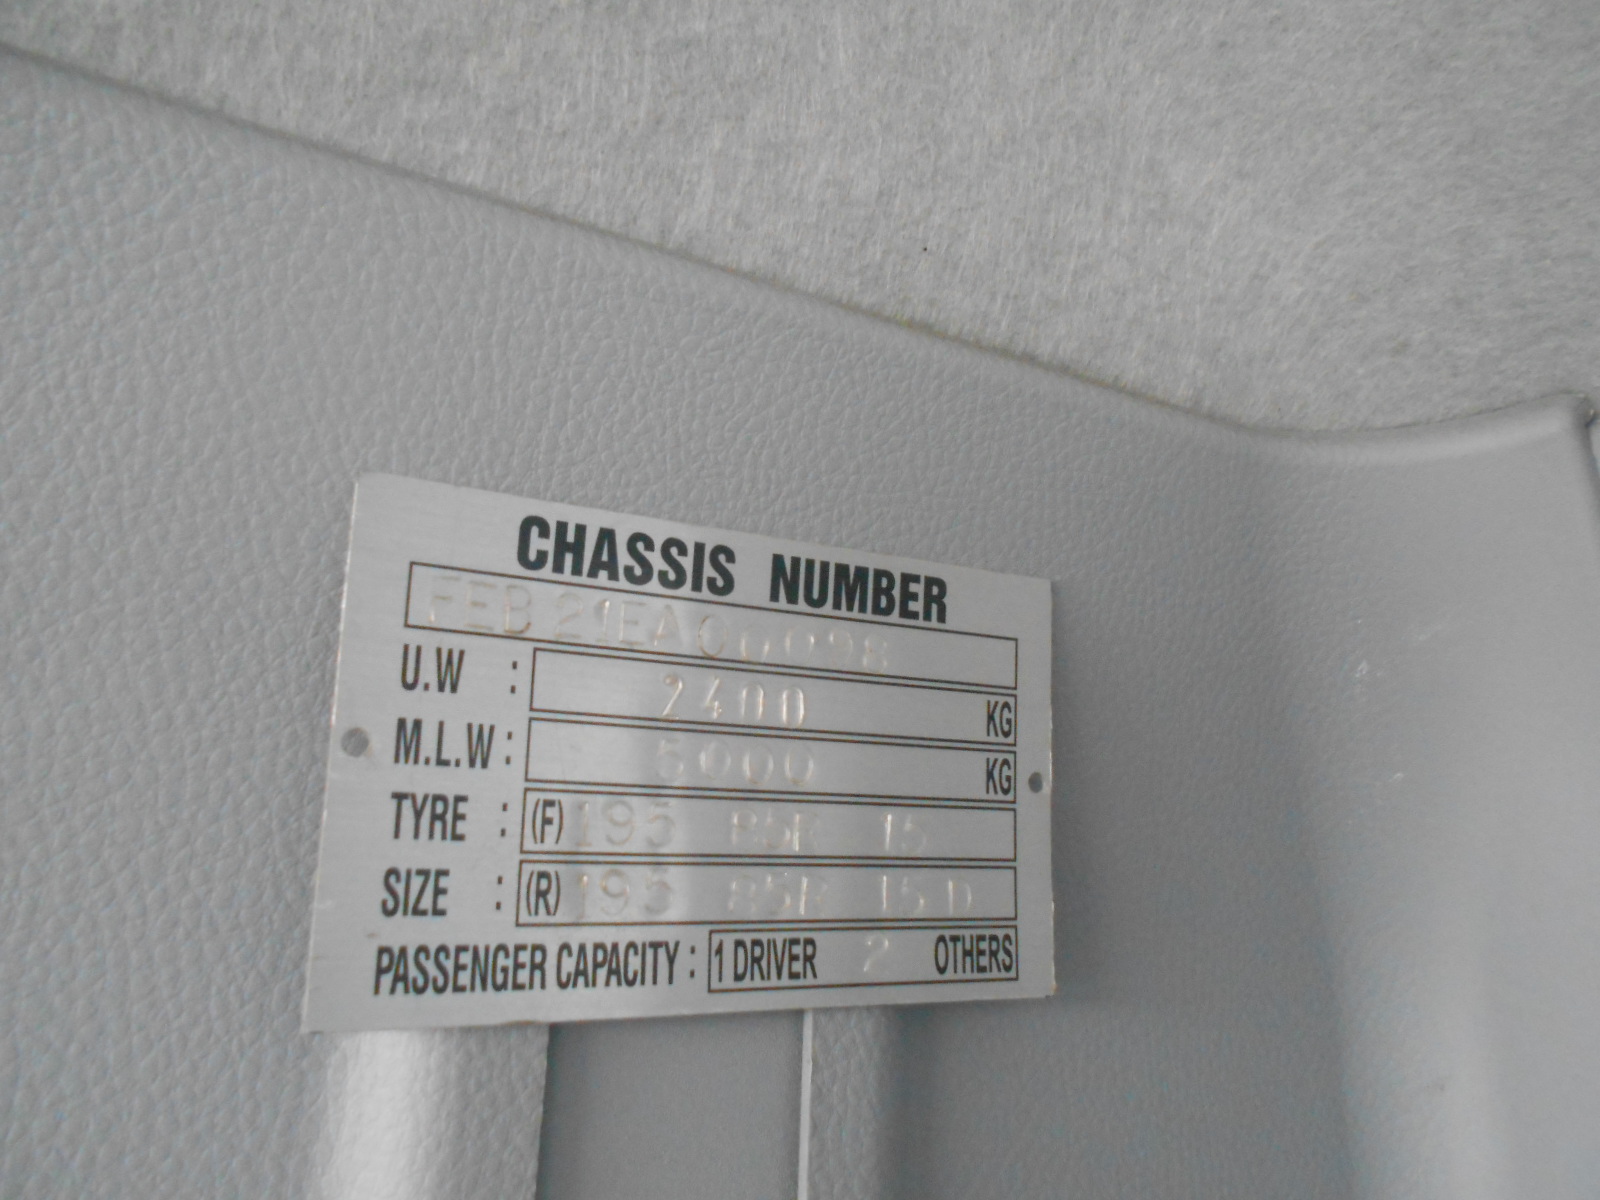 CHASSIS NUMBER
FEB21EA00098
U.W : 2400 KG
M.L.W : 5000 KG
TYRE : (F) 195 85R 15
SIZE : (R) 195 85R 15 D
PASSENGER CAPACITY : 1 DRIVER 2 OTHERS